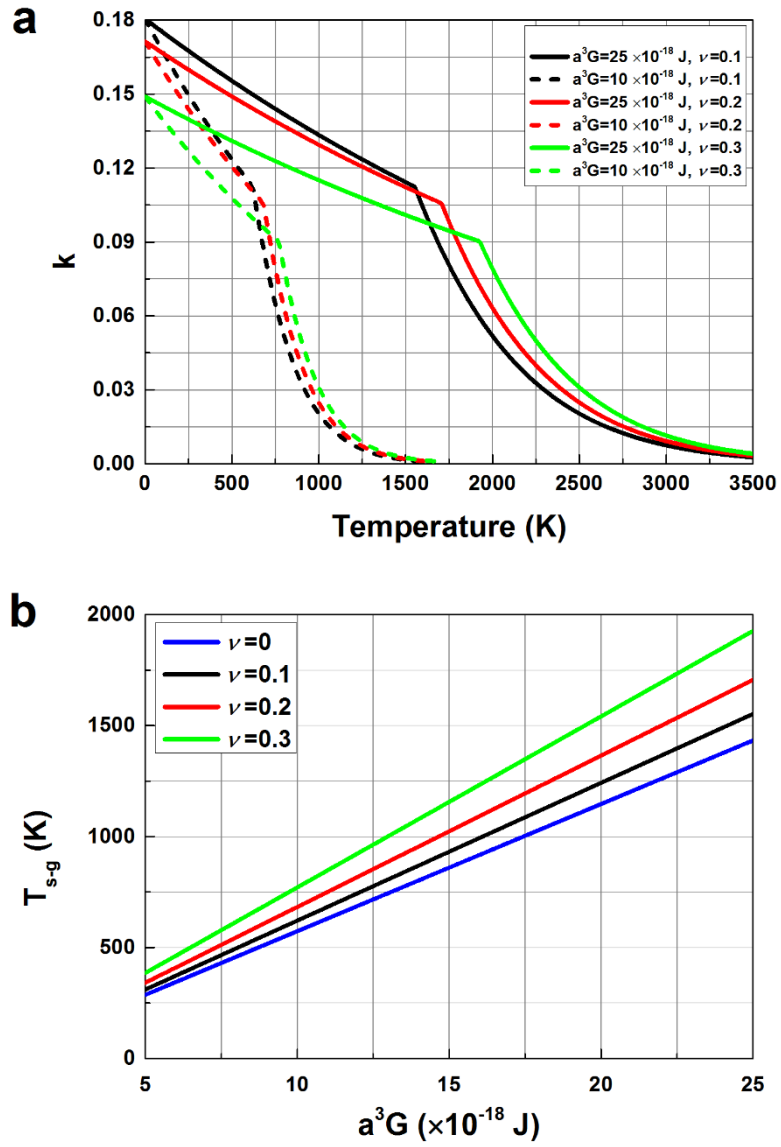 a
a³G=25 ×10⁻¹⁸ J, ν=0.1
a³G=10 ×10⁻¹⁸ J, ν=0.1
a³G=25 ×10⁻¹⁸ J, ν=0.2
a³G=10 ×10⁻¹⁸ J, ν=0.2
a³G=25 ×10⁻¹⁸ J, ν=0.3
a³G=10 ×10⁻¹⁸ J, ν=0.3
0.18
0.15
0.12
0.09
0.06
0.03
0.00
k
0 500 1000 1500 2000 2500 3000 3500
Temperature (K)
b
ν=0
ν=0.1
ν=0.2
ν=0.3
2000
1500
1000
500
0
T_{s-g} (K)
5 10 15 20 25
a³G (×10⁻¹⁸ J)